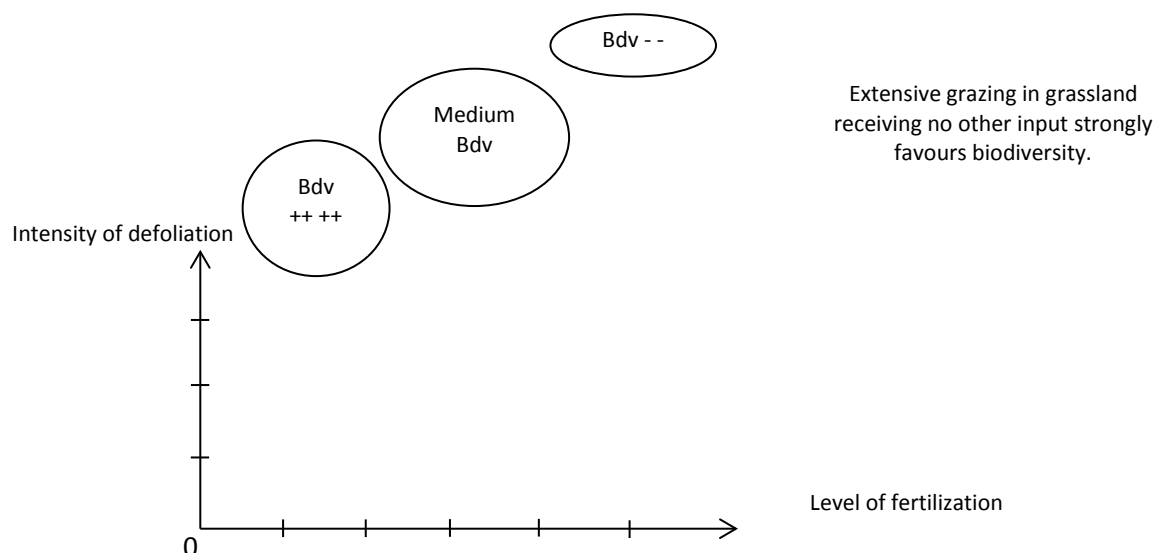 Bdv - -
Medium
Bdv
Extensive grazing in grassland
receiving no other input strongly
favours biodiversity.
Bdv
++ ++
Intensity of defoliation
Level of fertilization
0